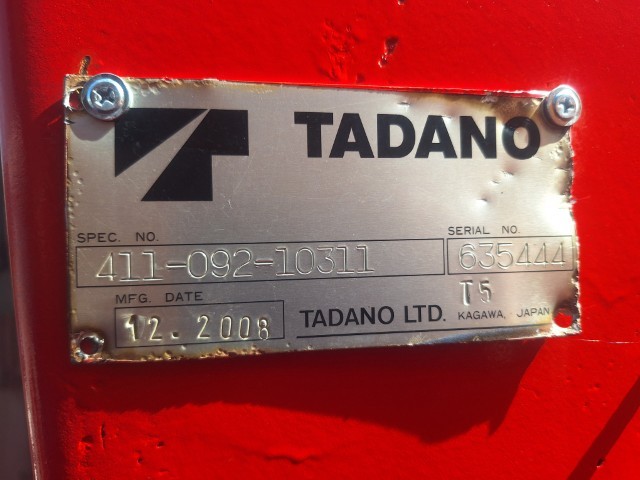 TADANO
SPEC. NO.
SERIAL NO.
411-092-10311
635444
MFG. DATE
T5
12.2008
TADANO LTD.
KAGAWA, JAPAN